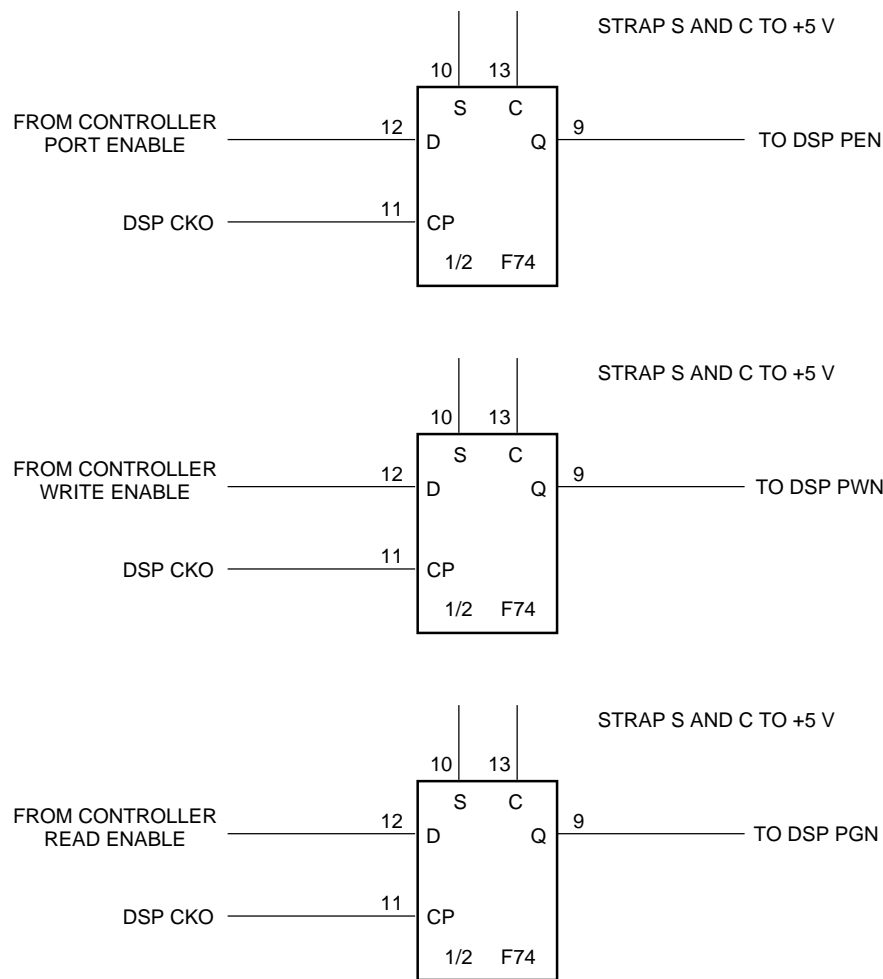 STRAP S AND C TO +5 V
10 13
S C
FROM CONTROLLER
PORT ENABLE
12
D
Q
9
TO DSP PEN
DSP CKO
11
CP
1/2 F74
STRAP S AND C TO +5 V
10 13
S C
FROM CONTROLLER
WRITE ENABLE
12
D
Q
9
TO DSP PWN
DSP CKO
11
CP
1/2 F74
STRAP S AND C TO +5 V
10 13
S C
FROM CONTROLLER
READ ENABLE
12
D
Q
9
TO DSP PGN
DSP CKO
11
CP
1/2 F74